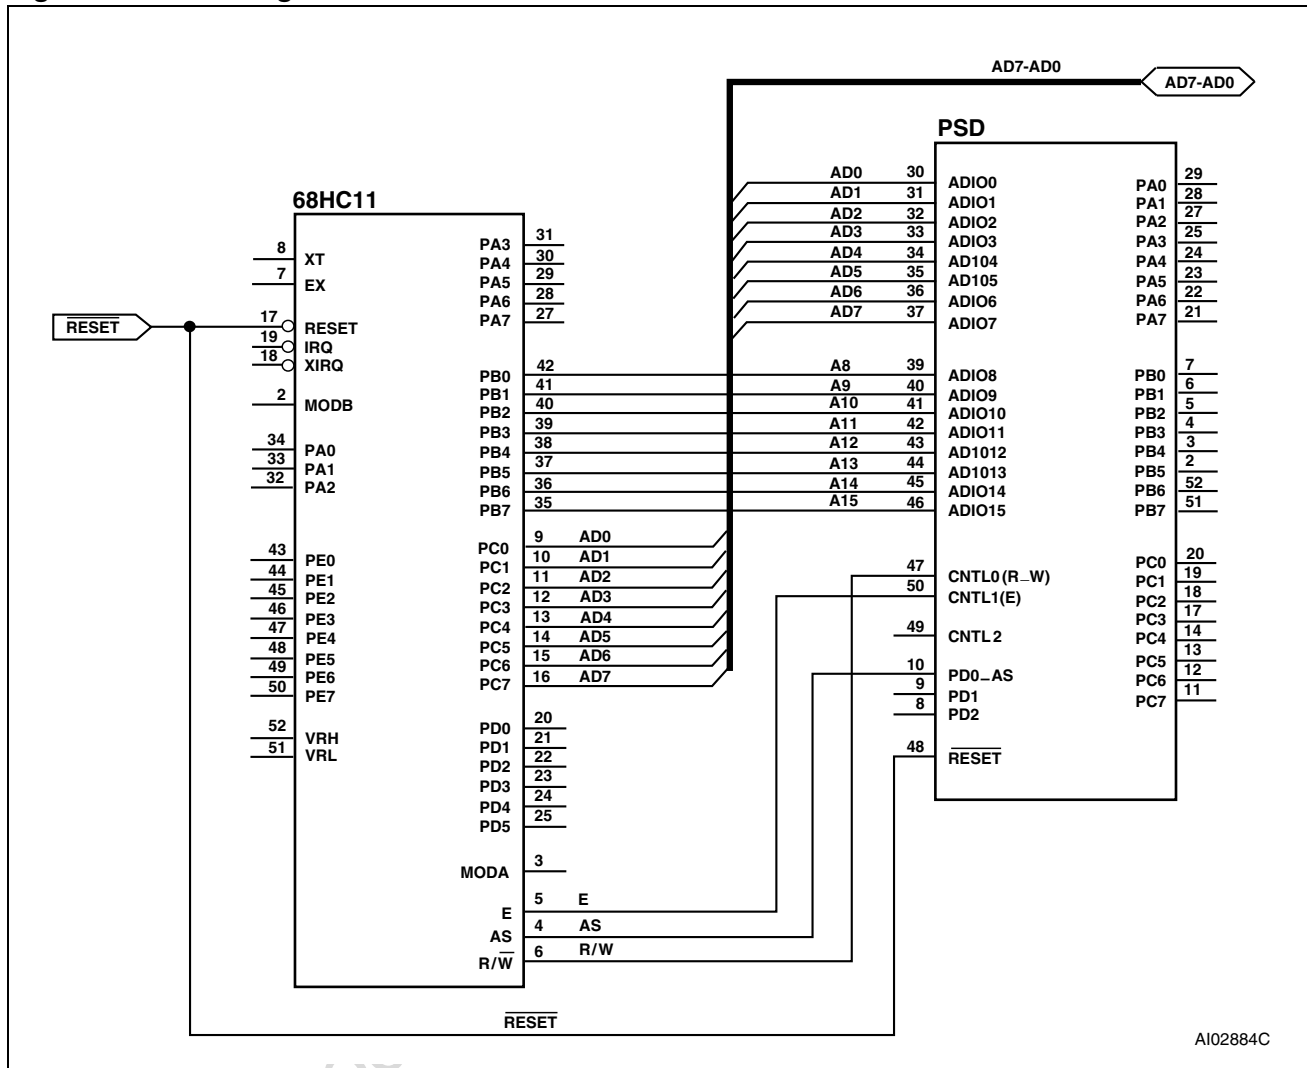 AD7-AD0
AD7-AD0
PSD
68HC11
RESET
8 XT
7 EX
17 RESET
19 IRQ
18 XIRQ
2 MODB
34 PA0
33 PA1
32 PA2
43 PE0
44 PE1
45 PE2
46 PE3
47 PE4
48 PE5
49 PE6
50 PE7
52 VRH
51 VRL
PA3 31
PA4 30
PA5 29
PA6 28
PA7 27
PB0 42
PB1 41
PB2 40
PB3 39
PB4 38
PB5 37
PB6 36
PB7 35
PC0 9 AD0
PC1 10 AD1
PC2 11 AD2
PC3 12 AD3
PC4 13 AD4
PC5 14 AD5
PC6 15 AD6
PC7 16 AD7
PD0 20
PD1 21
PD2 22
PD3 23
PD4 24
PD5 25
MODA 3
E 5 E
AS 4 AS
R/W 6 R/W
AD0 30 ADIO0
AD1 31 ADIO1
AD2 32 ADIO2
AD3 33 ADIO3
AD4 34 AD104
AD5 35 AD105
AD6 36 ADIO6
AD7 37 ADIO7
A8 39 ADIO8
A9 40 ADIO9
A10 41 ADIO10
A11 42 ADIO11
A12 43 AD1012
A13 44 AD1013
A14 45 ADIO14
A15 46 ADIO15
47 CNTL0(R_W)
50 CNTL1(E)
49 CNTL2
10 PD0_AS
9 PD1
8 PD2
48 RESET
PA0 29
PA1 28
PA2 27
PA3 25
PA4 24
PA5 23
PA6 22
PA7 21
PB0 7
PB1 6
PB2 5
PB3 4
PB4 3
PB5 2
PB6 52
PB7 51
PC0 20
PC1 19
PC2 18
PC3 17
PC4 14
PC5 13
PC6 12
PC7 11
RESET
AI02884C